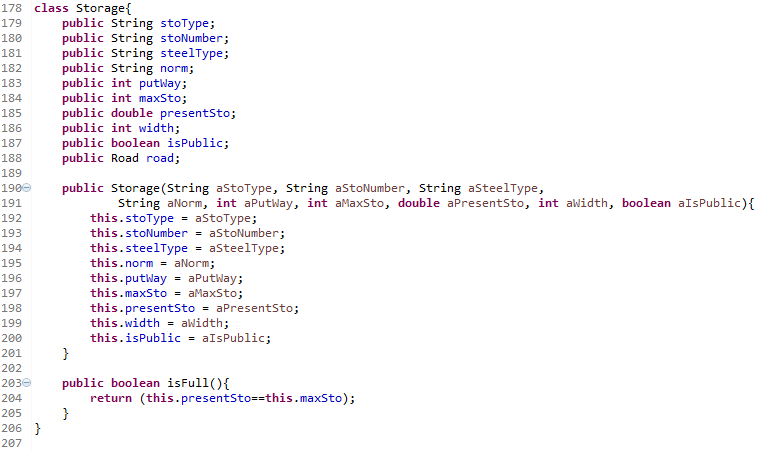 178 class Storage{
179     public String stoType;
180     public String stoNumber;
181     public String steelType;
182     public String norm;
183     public int putWay;
184     public int maxSto;
185     public double presentSto;
186     public int width;
187     public boolean isPublic;
188     public Road road;
189
190     public Storage(String aStoType, String aStoNumber, String aSteelType,
191             String aNorm, int aPutWay, int aMaxSto, double aPresentSto, int aWidth, boolean aIsPublic){
192         this.stoType = aStoType;
193         this.stoNumber = aStoNumber;
194         this.steelType = aSteelType;
195         this.norm = aNorm;
196         this.putWay = aPutWay;
197         this.maxSto = aMaxSto;
198         this.presentSto = aPresentSto;
199         this.width = aWidth;
200         this.isPublic = aIsPublic;
201     }
202
203     public boolean isFull(){
204         return (this.presentSto==this.maxSto);
205     }
206 }
207